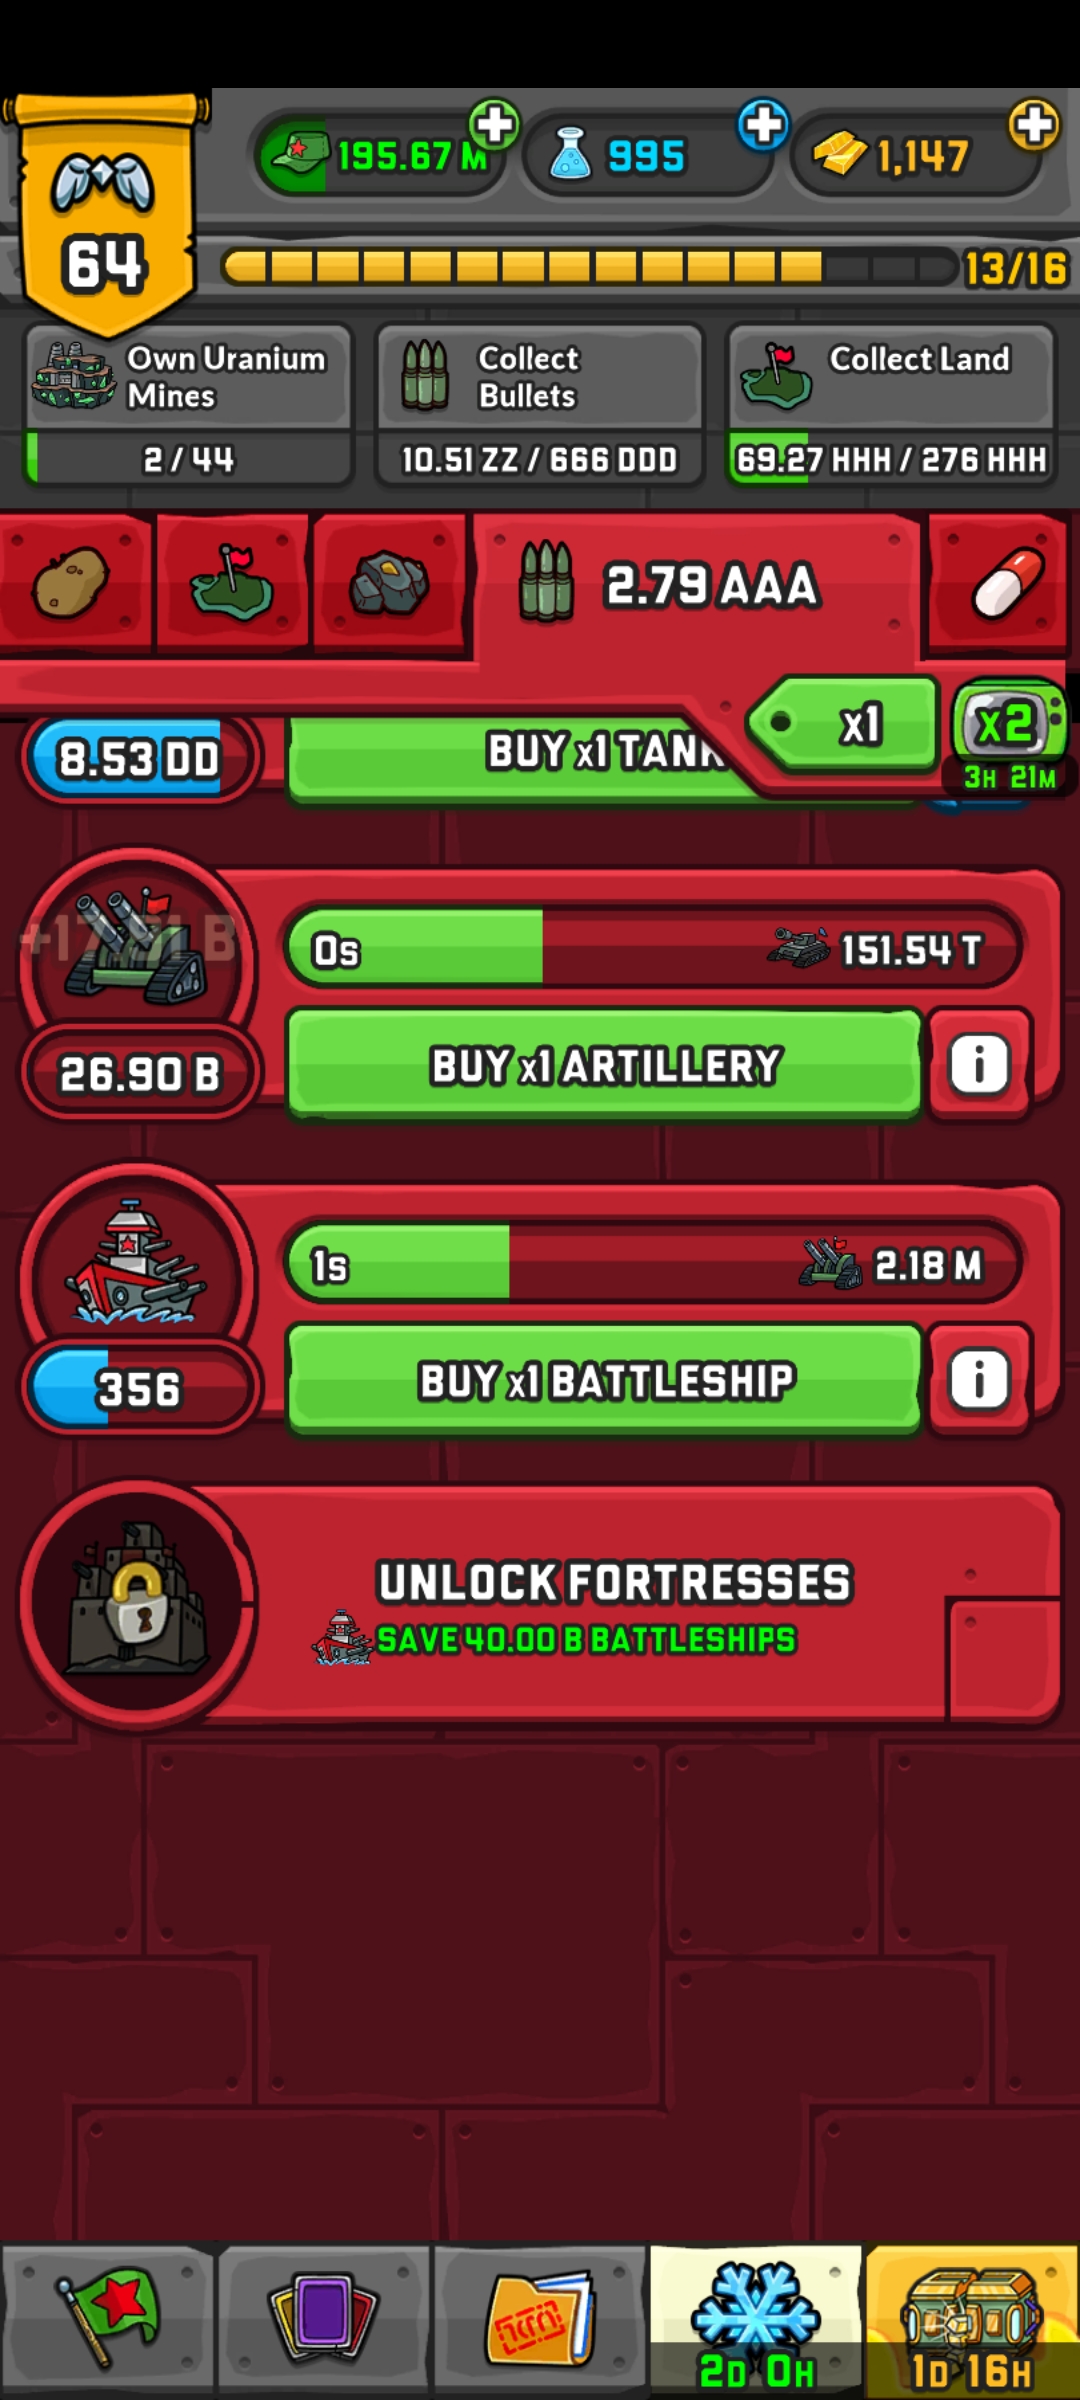 195.67 M
995
1,147
64
13/16
Own Uranium
Mines
2 / 44
Collect
Bullets
10.51 ZZ / 666 DDD
Collect Land
69.27 HHH / 276 HHH
2.79 AAA
x1
x2
3H 21M
8.53 DD
BUY x1 TANK
0s
151.54 T
26.90 B
BUY x1 ARTILLERY
i
1s
2.18 M
356
BUY x1 BATTLESHIP
i
UNLOCK FORTRESSES
SAVE 40.00 B BATTLESHIPS
2D 0H
1D 16H